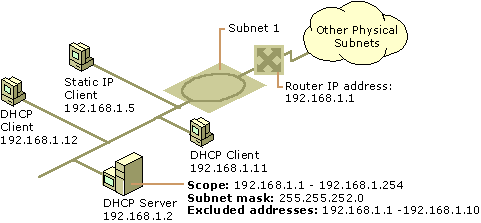 Subnet 1
Other Physical
Subnets
Static IP
Client
192.168.1.5
Router IP address:
192.168.1.1
DHCP
Client
192.168.1.12
DHCP Client
192.168.1.11
DHCP Server
192.168.1.2
Scope: 192.168.1.1 - 192.168.1.254
Subnet mask: 255.255.252.0
Excluded addresses: 192.168.1.1 -192.168.1.10